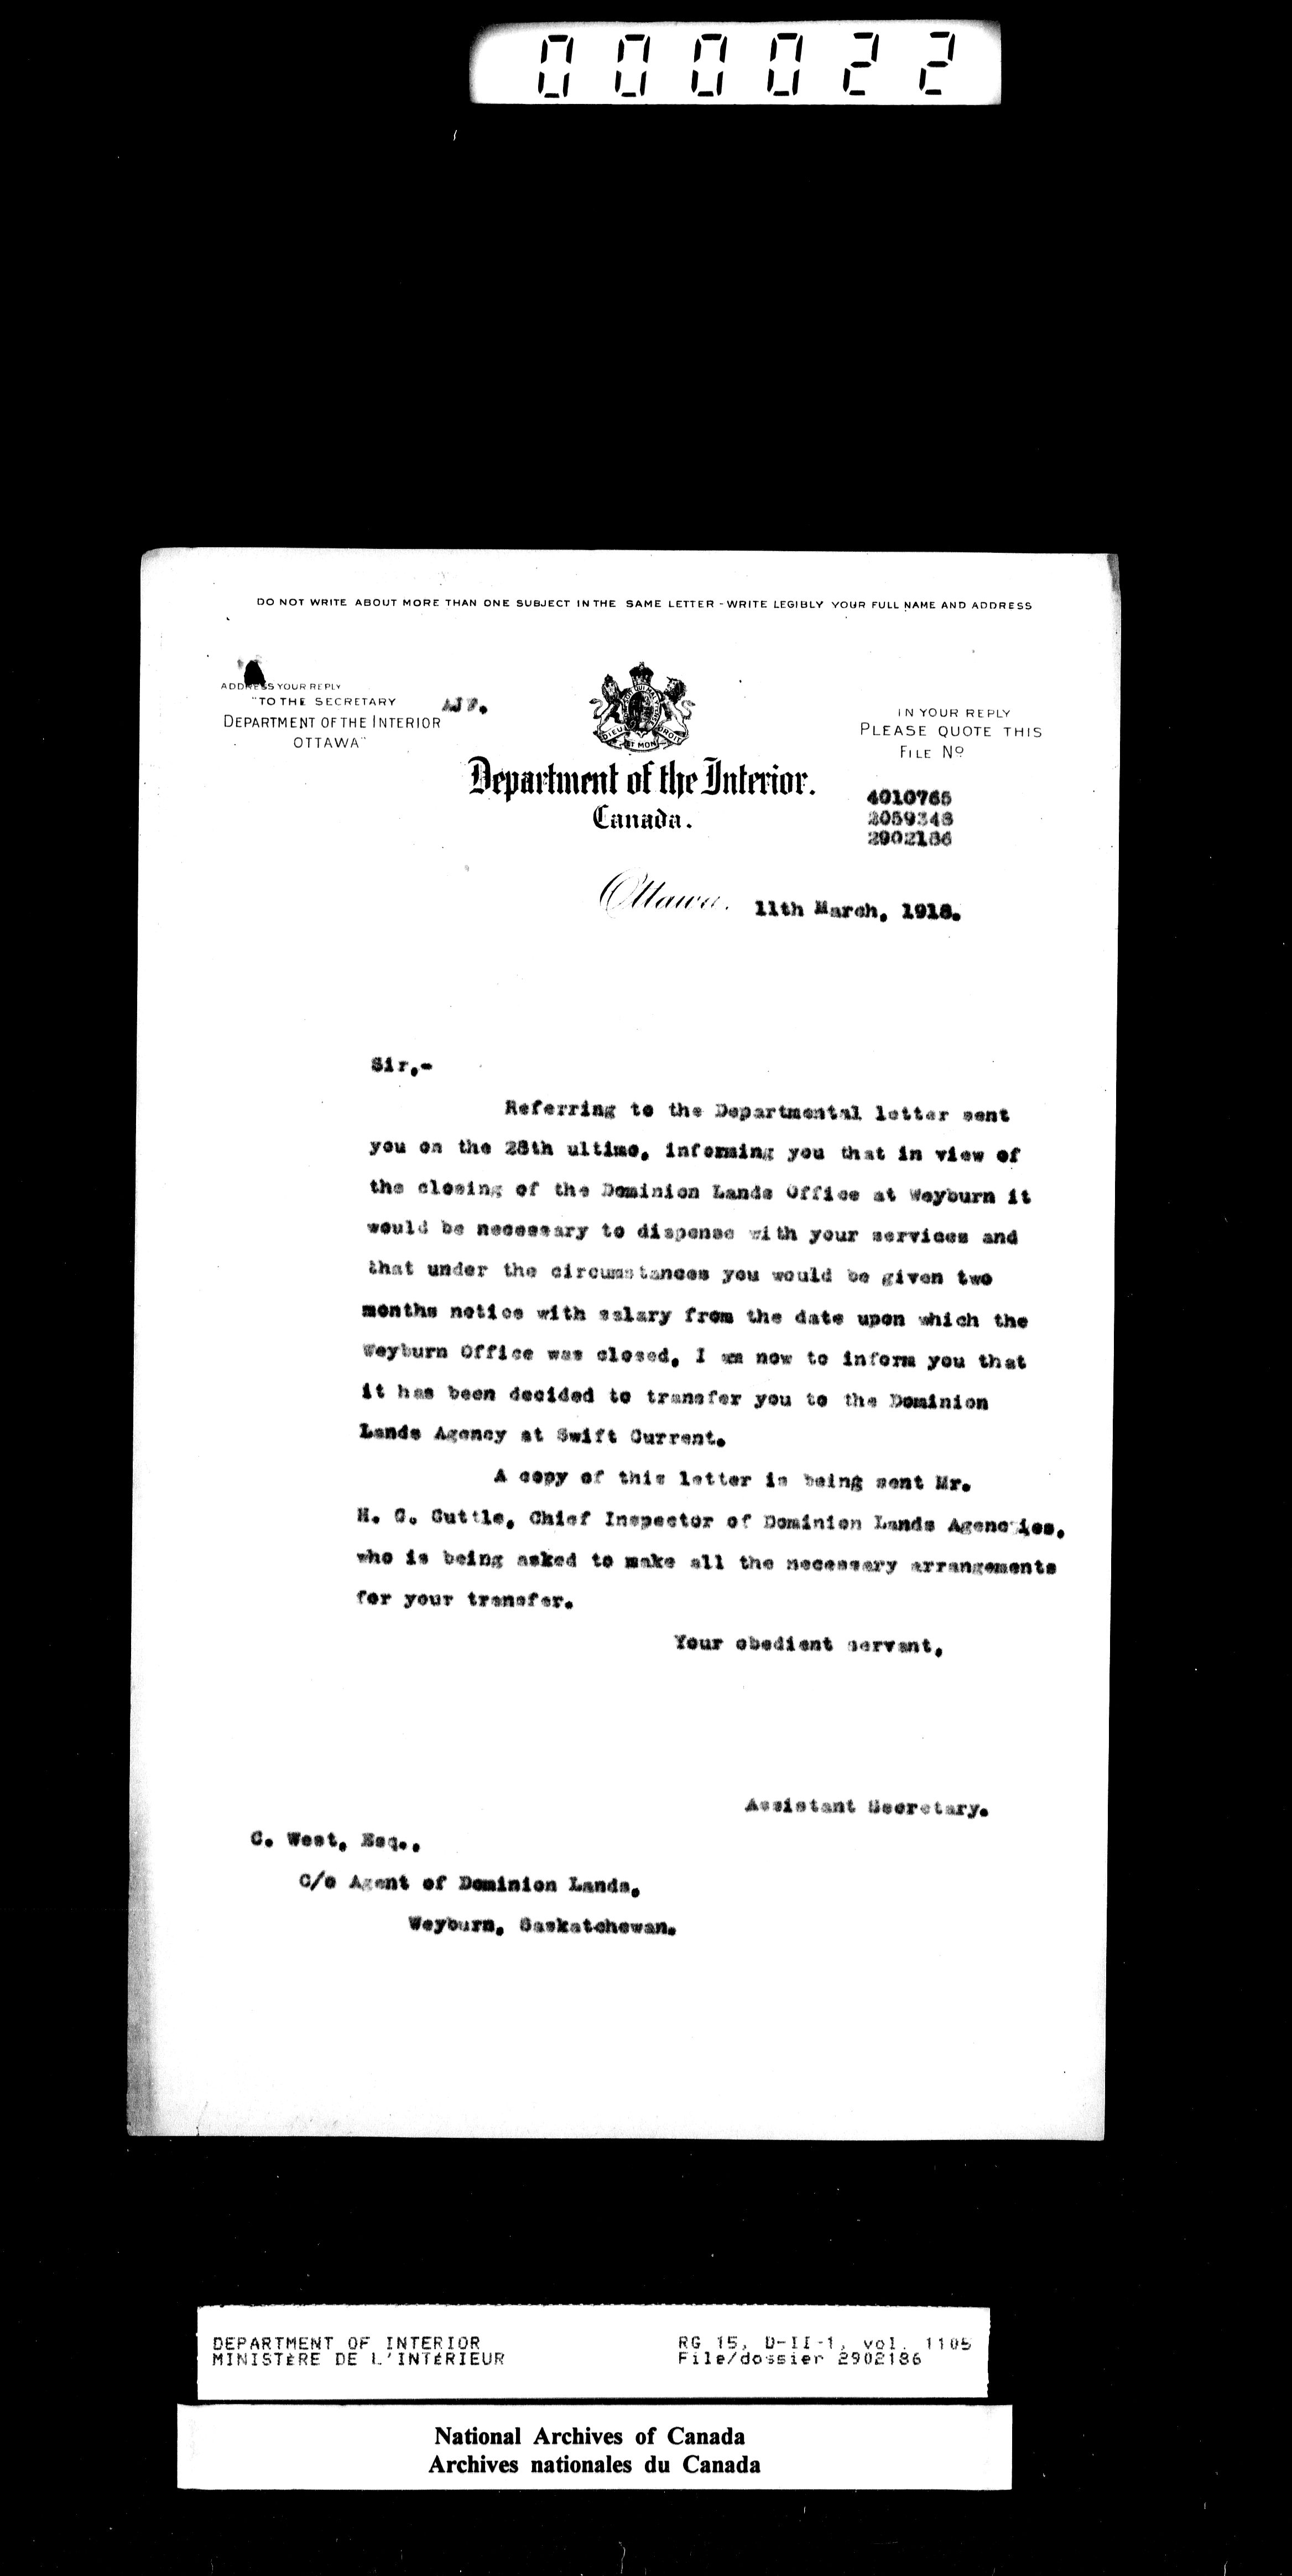 000022
DO NOT WRITE ABOUT MORE THAN ONE SUBJECT IN THE SAME LETTER - WRITE LEGIBLY YOUR FULL NAME AND ADDRESS
ADDRESS YOUR REPLY
"TO THE SECRETARY
DEPARTMENT OF THE INTERIOR
OTTAWA"
IN YOUR REPLY
PLEASE QUOTE THIS
FILE No
DIEU ET MON DROIT
Department of the Interior.
Canada.
4010765
2059348
2902186
Ottawa. 11th March, 1918.
Sir,-
Referring to the Departmental letter sent
you on the 28th ultimo, informing you that in view of
the closing of the Dominion Lands Office at Weyburn it
would be necessary to dispense with your services and
that under the circumstances you would be given two
months notice with salary from the date upon which the
Weyburn Office was closed, I am now to inform you that
it has been decided to transfer you to the Dominion
Lands Agency at Swift Current.
A copy of this letter is being sent Mr.
H. G. Cuttle, Chief Inspector of Dominion Lands Agencies,
who is being asked to make all the necessary arrangements
for your transfer.
Your obedient servant,
Assistant Secretary.
C. West, Esq.,
C/o Agent of Dominion Lands,
Weyburn, Saskatchewan.
DEPARTMENT OF INTERIOR
MINISTÈRE DE L'INTÉRIEUR
RG 15, D-II-1, vol. 1105
File/dossier 2902186
National Archives of Canada
Archives nationales du Canada